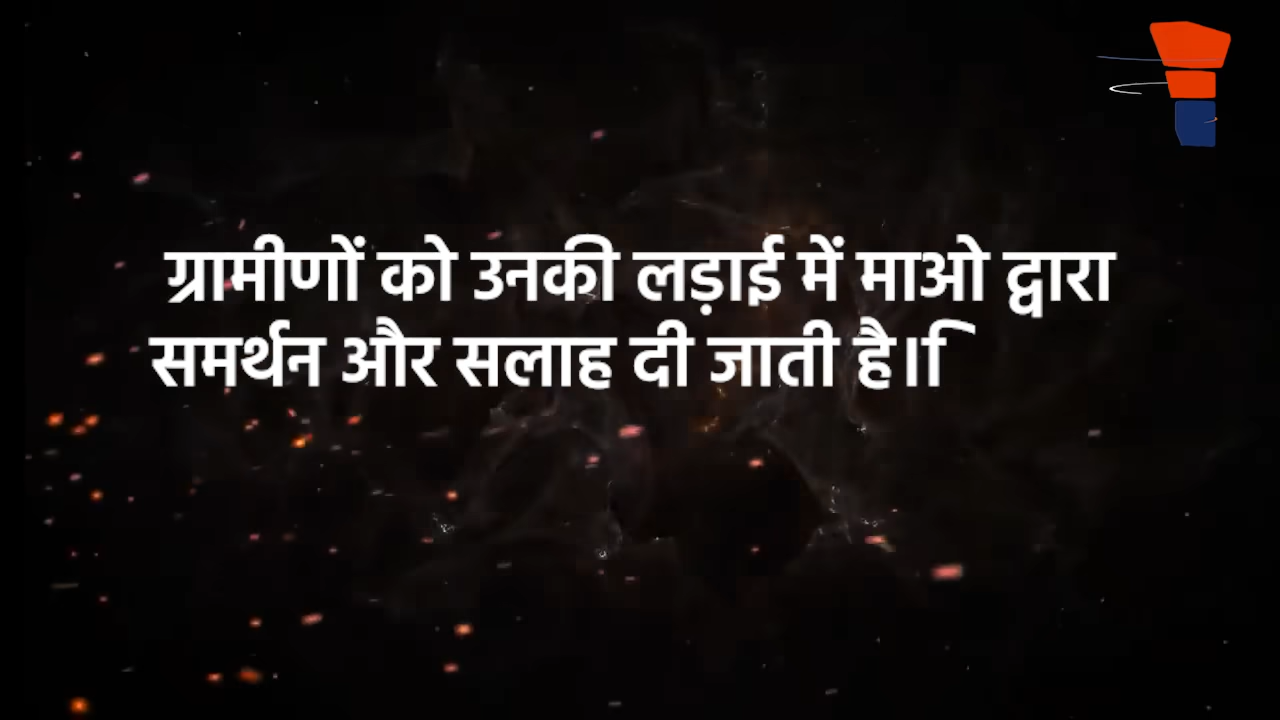 ग्रामीणों को उनकी लड़ाई में माओ द्वारा
समर्थन और सलाह दी जाती है।ि